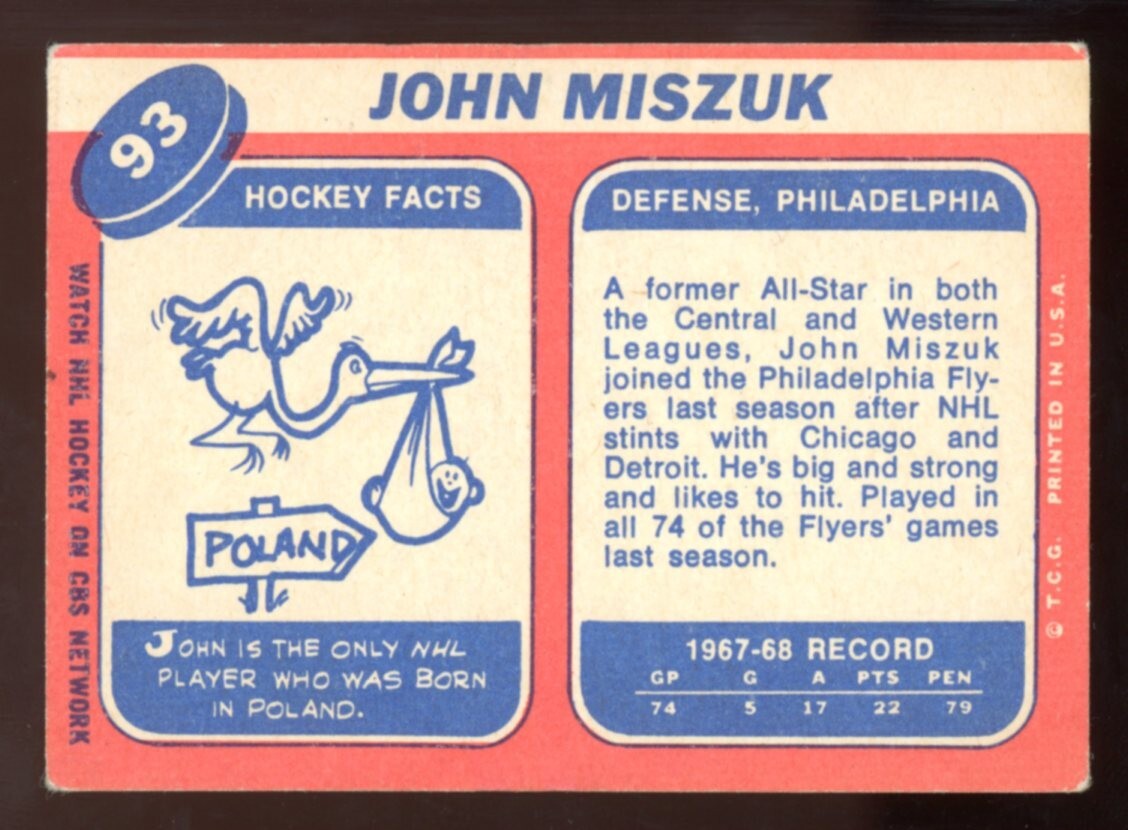 93
JOHN MISZUK
HOCKEY FACTS
POLAND
JOHN IS THE ONLY NHL
PLAYER WHO WAS BORN
IN POLAND.
DEFENSE, PHILADELPHIA
A former All-Star in both
the Central and Western
Leagues, John Miszuk
joined the Philadelphia Fly-
ers last season after NHL
stints with Chicago and
Detroit. He's big and strong
and likes to hit. Played in
all 74 of the Flyers' games
last season.
1967-68 RECORD
GP G A PTS PEN
74 5 17 22 79
WATCH NHL HOCKEY ON CBS NETWORK
© T.C.G. PRINTED IN U.S.A.